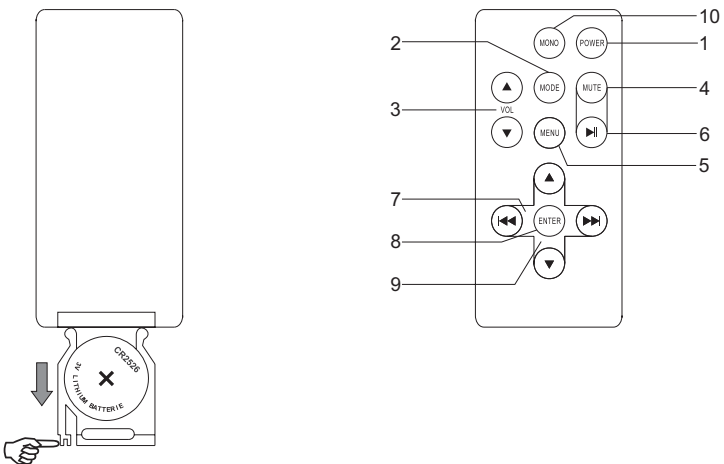 CR2526
3V LITHIUM BATTERIE
10
2
MONO
POWER
1
MODE
MUTE
4
3
VOL
MENU
6
5
7
ENTER
8
9